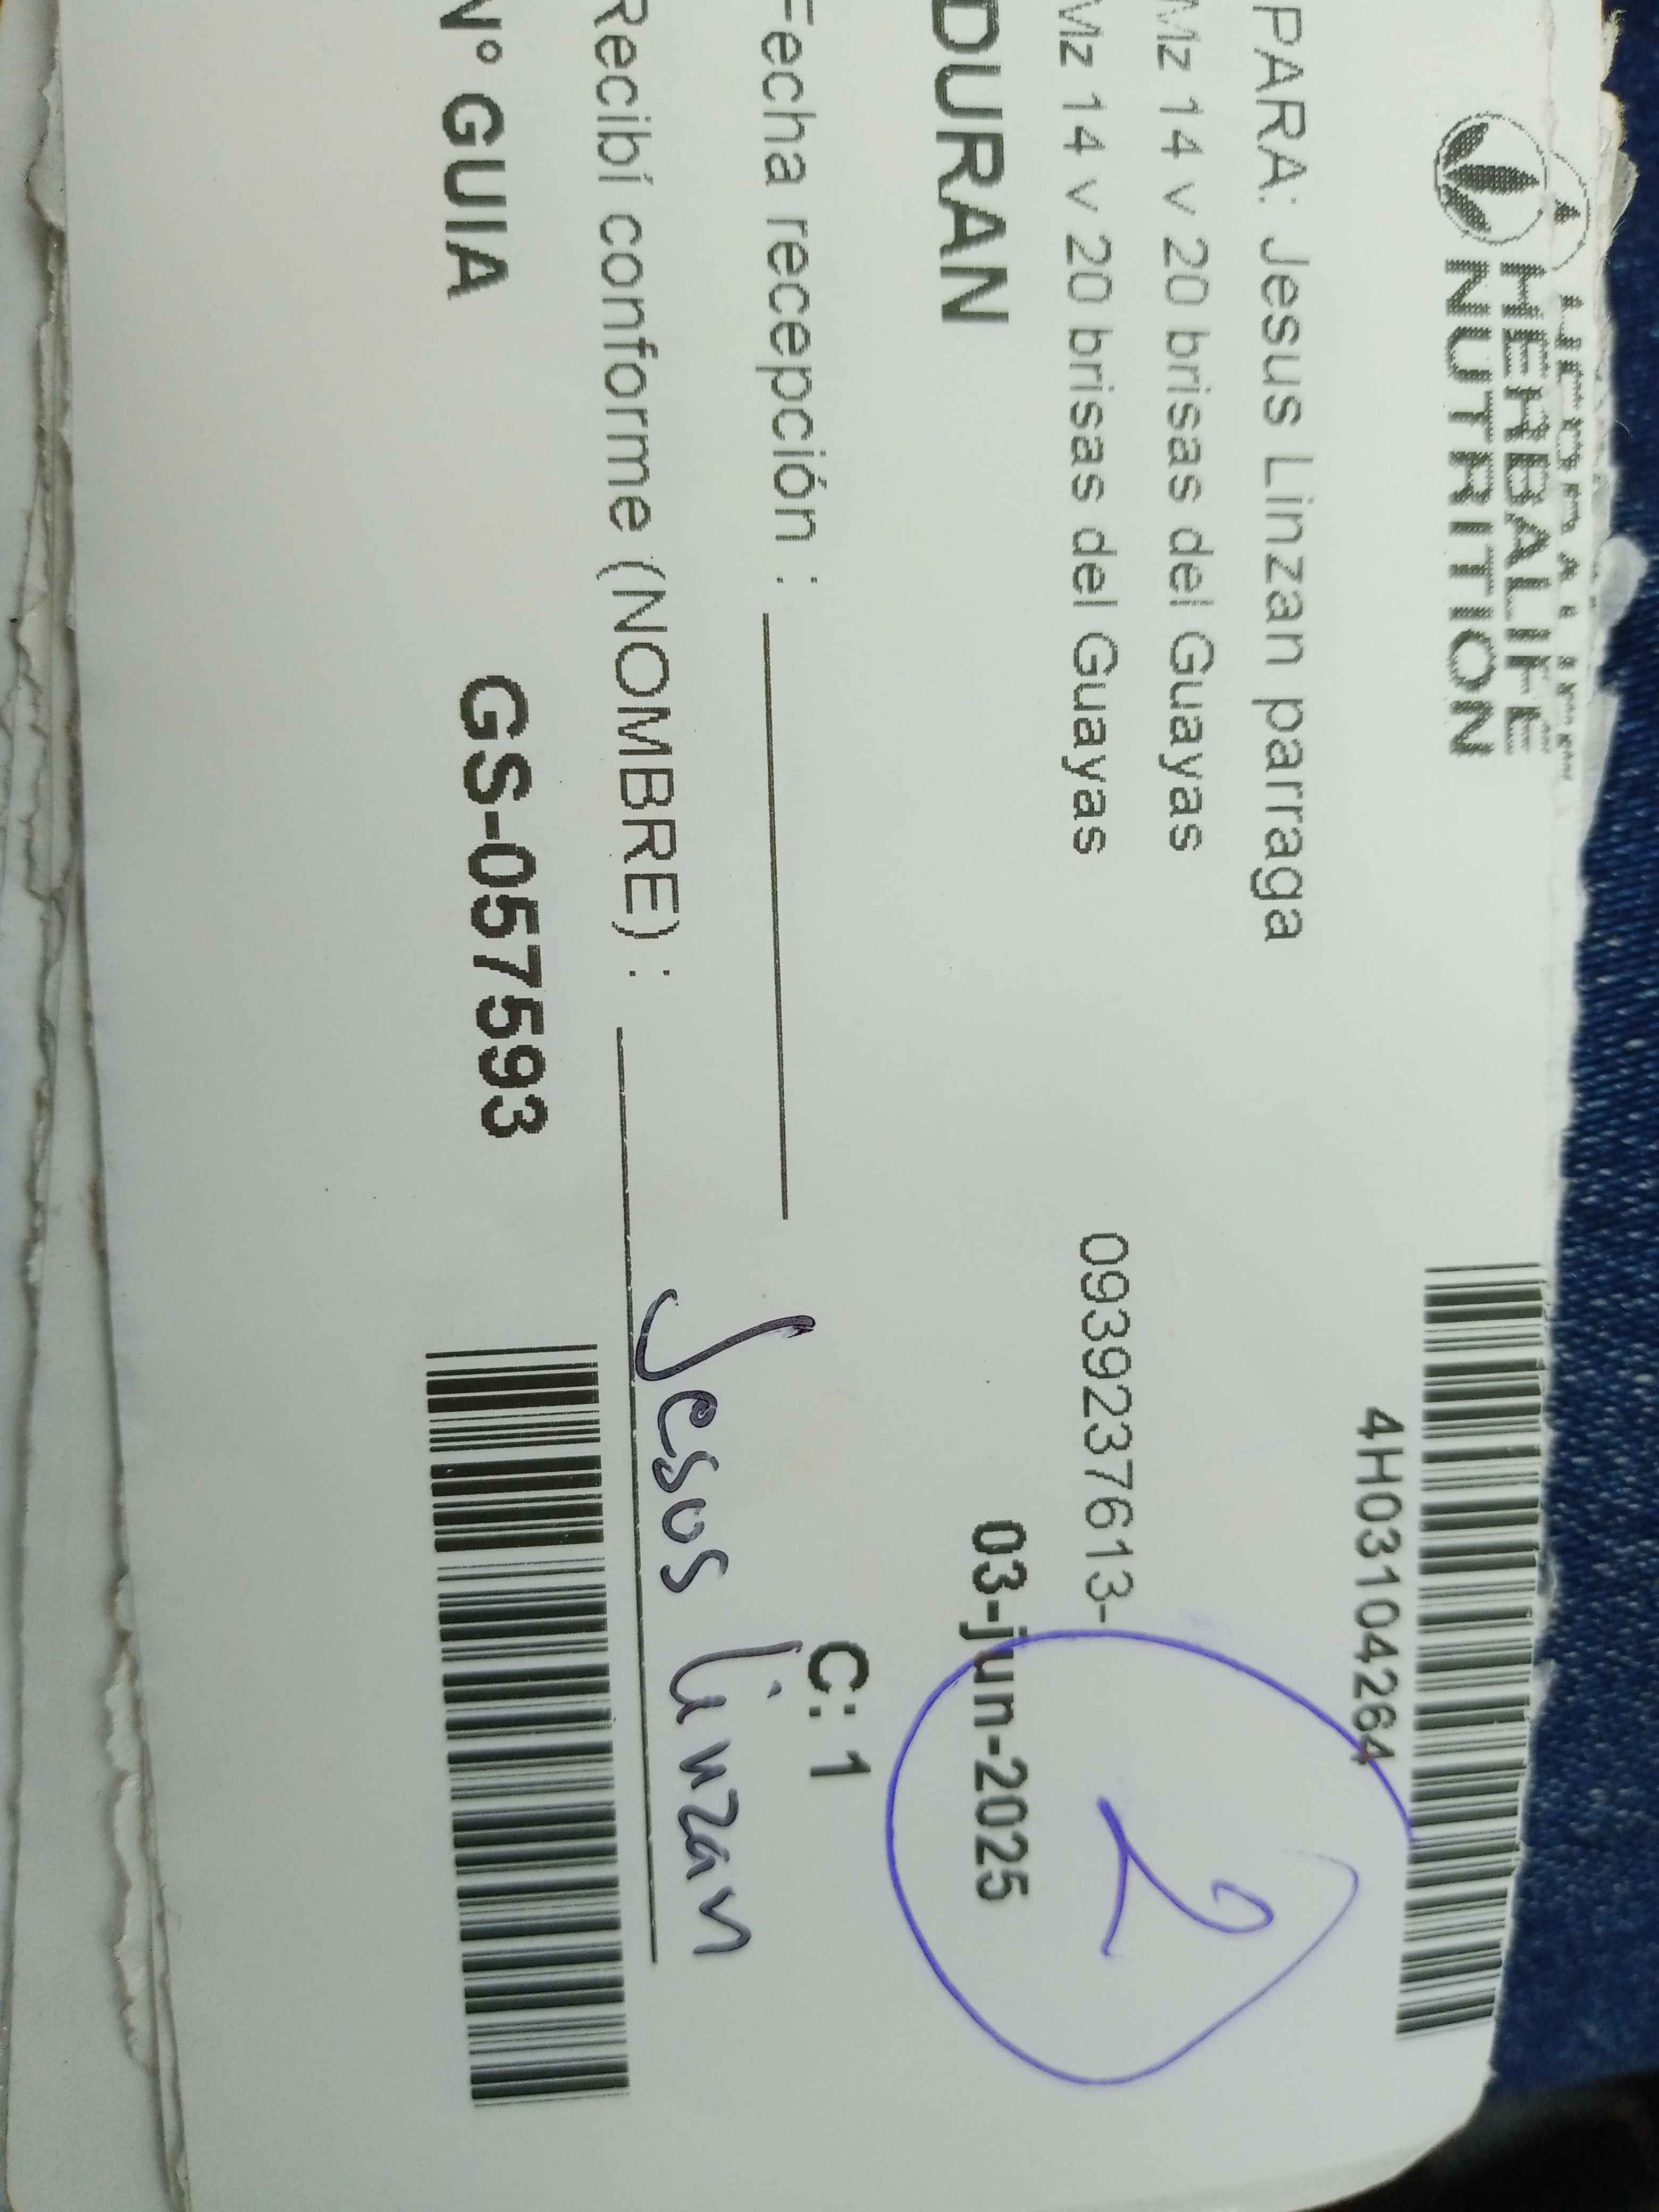 HERBALIFE
NUTRITION
4H03104264
PARA: Jesus Linzan parraga
Mz 14 v 20 brisas del Guayas
Mz 14 v 20 brisas del Guayas
0939237613-
2
DURAN
03-jun-2025
C: 1
Fecha recepción :
Recibí conforme (NOMBRE) : Jesus Linzan
N° GUIA GS-057593